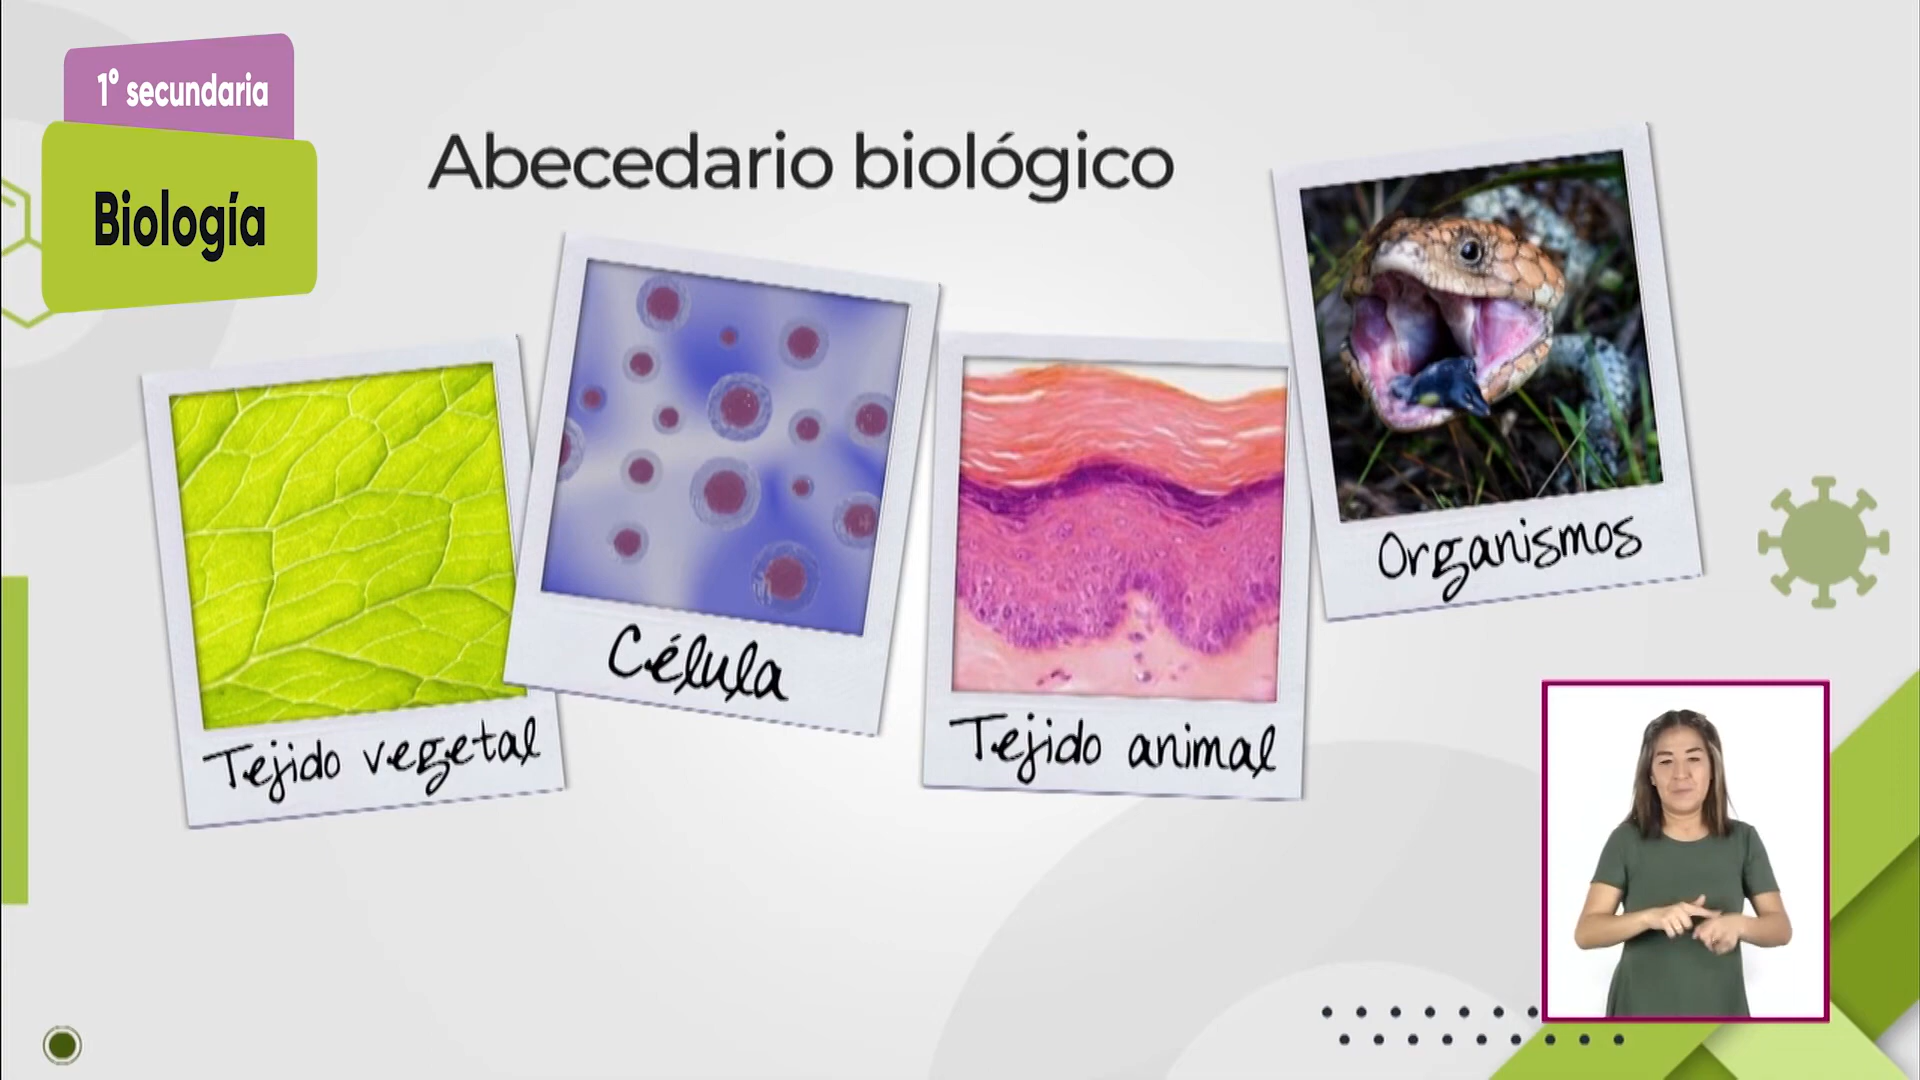 1° secundaria
Biología
Abecedario biológico
Tejido vegetal
Célula
Tejido animal
Organismos